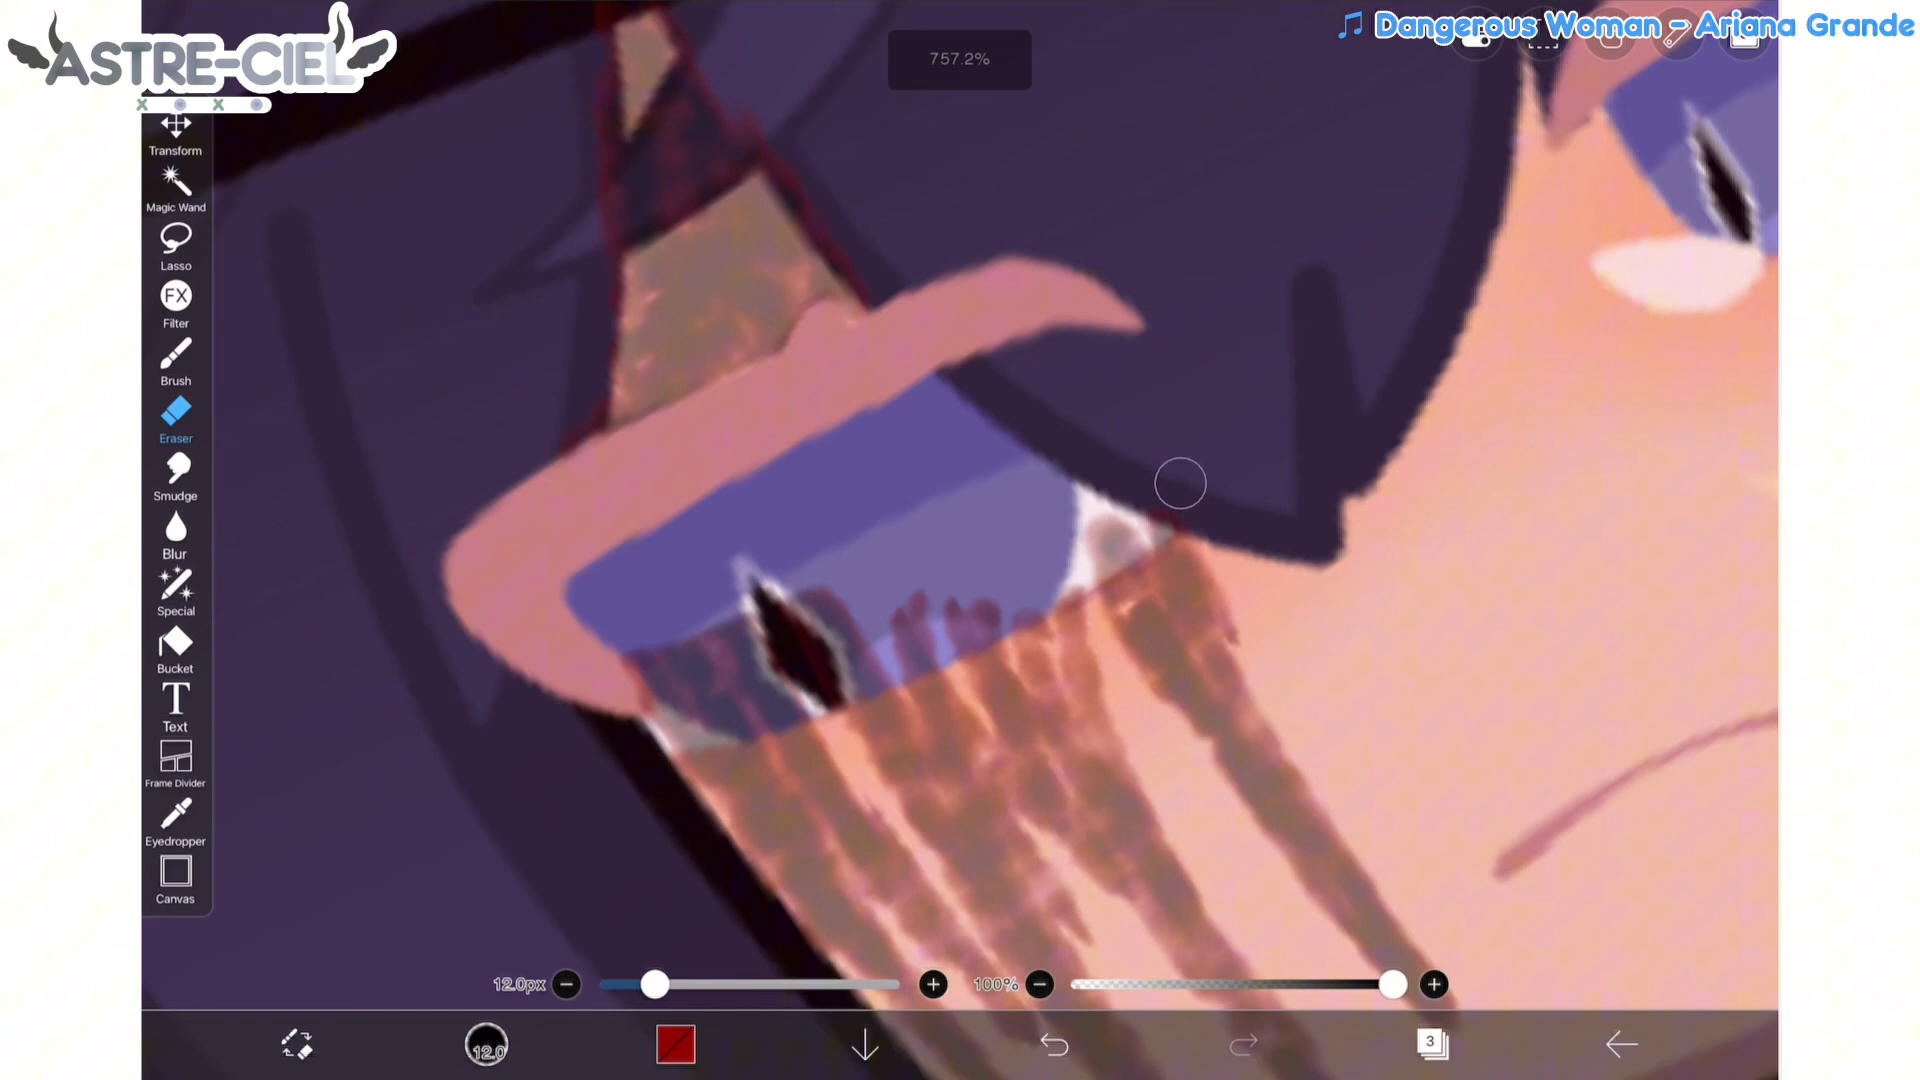 ASTRE-CIEL
🎵 Dangerous Woman - Ariana Grande
757.2%
Transform
Magic Wand
Lasso
FX
Filter
Brush
Eraser
Smudge
Blur
Special
Bucket
T
Text
Frame Divider
Eyedropper
Canvas
12.0px
100%
12.0
3